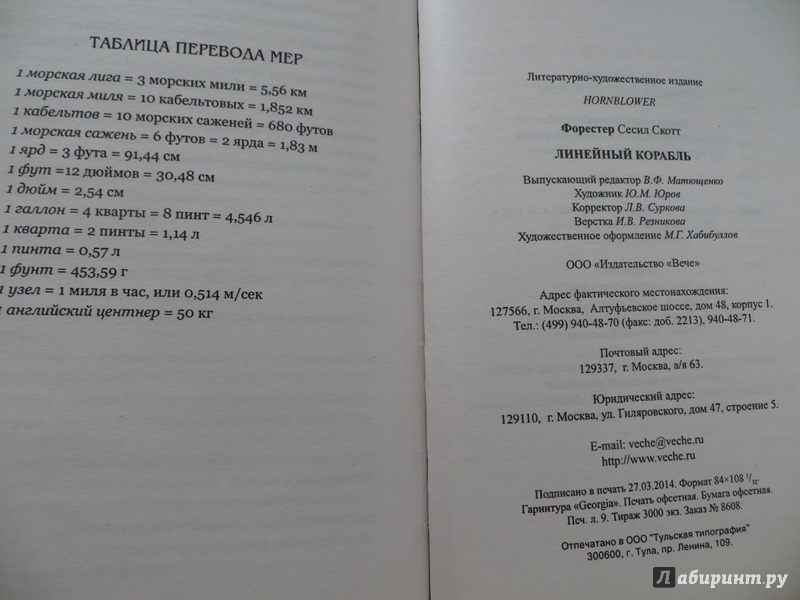 ТАБЛИЦА ПЕРЕВОДА МЕР
1 морская лига = 3 морских мили = 5,56 км
1 морская миля = 10 кабельтовых = 1,852 км
1 кабельтов = 10 морских саженей = 680 футов
1 морская сажень = 6 футов = 2 ярда = 1,83 м
1 ярд = 3 фута = 91,44 см
1 фут =12 дюймов = 30,48 см
1 дюйм = 2,54 см
1 галлон = 4 кварты = 8 пинт = 4,546 л
1 кварта = 2 пинты = 1,14 л
1 пинта = 0,57 л
1 фунт = 453,59 г
1 узел = 1 миля в час, или 0,514 м/сек
1 английский центнер = 50 кг
Литературно-художественное издание
HORNBLOWER
Форестер Сесил Скотт
ЛИНЕЙНЫЙ КОРАБЛЬ
Выпускающий редактор В.Ф. Матющенко
Художник Ю.М. Юров
Корректор Л.В. Суркова
Верстка И.В. Резникова
Художественное оформление М.Г. Хабибуллов
ООО «Издательство «Вече»
Адрес фактического местонахождения:
127566, г. Москва, Алтуфьевское шоссе, дом 48, корпус 1.
Тел.: (499) 940-48-70 (факс: доб. 2213), 940-48-71.
Почтовый адрес:
129337, г. Москва, а/я 63.
Юридический адрес:
129110, г. Москва, ул. Гиляровского, дом 47, строение 5.
E-mail: veche@veche.ru
http://www.veche.ru
Подписано в печать 27.03.2014. Формат 84×108 1/32.
Гарнитура «Georgia». Печать офсетная. Бумага офсетная.
Печ. л. 9. Тираж 3000 экз. Заказ № 8608.
Отпечатано в ООО "Тульская типография"
300600, г. Тула, пр. Ленина, 109.
Лабиринт.ру